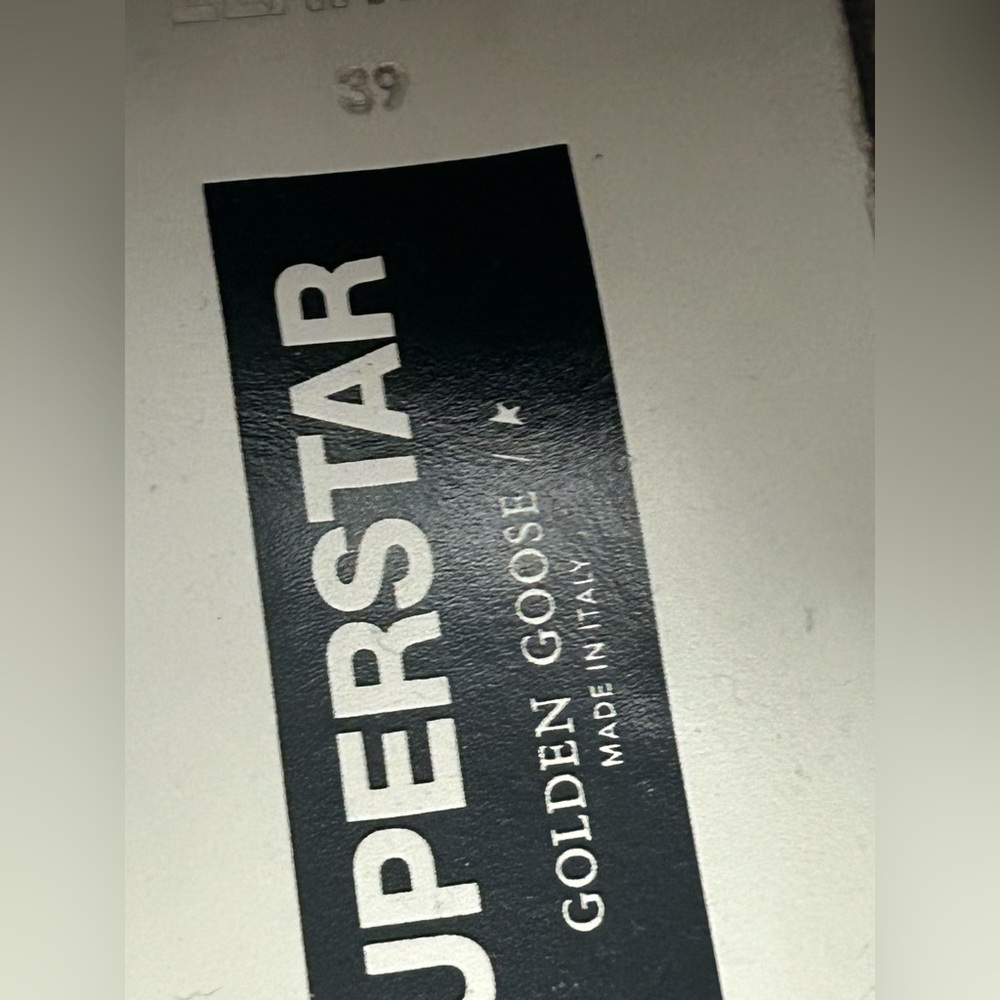 39
UPERSTAR
GOLDEN GOOSE /
MADE IN ITALY